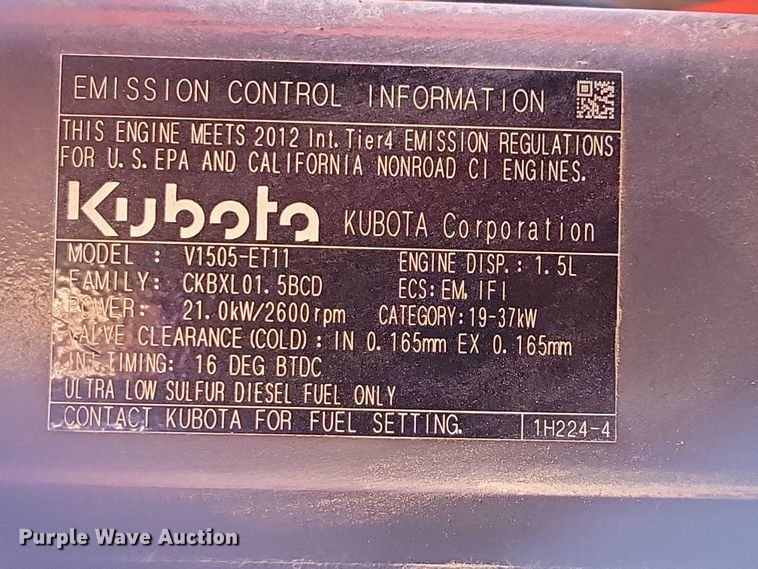 EMISSION CONTROL INFORMATION
THIS ENGINE MEETS 2012 Int. Tier4 EMISSION REGULATIONS
FOR U.S. EPA AND CALIFORNIA NONROAD CI ENGINES.
Kubota KUBOTA Corporation
MODEL : V1505-ET11 ENGINE DISP.: 1.5L
FAMILY: CKBXL01.5BCD ECS: EM, IFI
POWER: 21.0kW/2600rpm CATEGORY:19-37kW
VALVE CLEARANCE(COLD): IN 0.165mm EX 0.165mm
INJ.TIMING: 16 DEG BTDC
ULTRA LOW SULFUR DIESEL FUEL ONLY
CONTACT KUBOTA FOR FUEL SETTING. 1H224-4
Purple Wave Auction